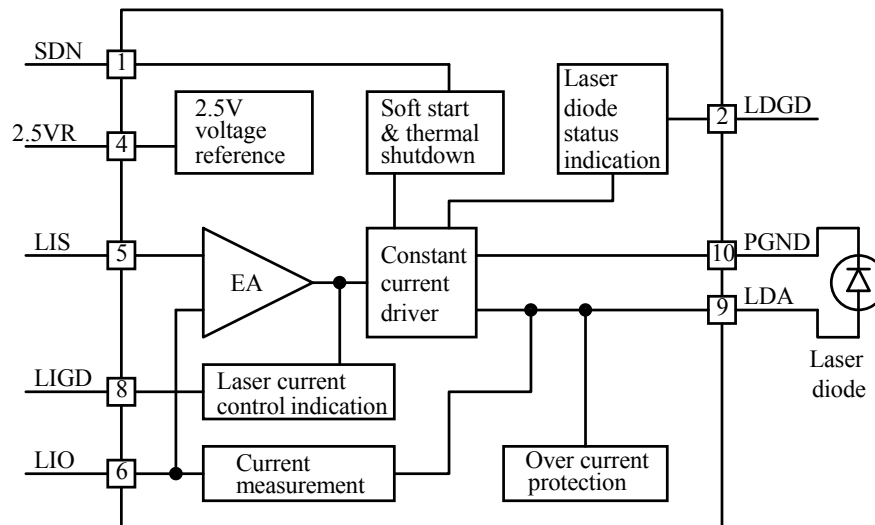 SDN
1
2.5V
voltage
reference
2.5VR
4
Soft start
& thermal
shutdown
Laser
diode
status
indication
2
LDGD
LIS
5
EA
Constant
current
driver
10
PGND
9
LDA
Laser
diode
LIGD
8
Laser current
control indication
LIO
6
Current
measurement
Over current
protection